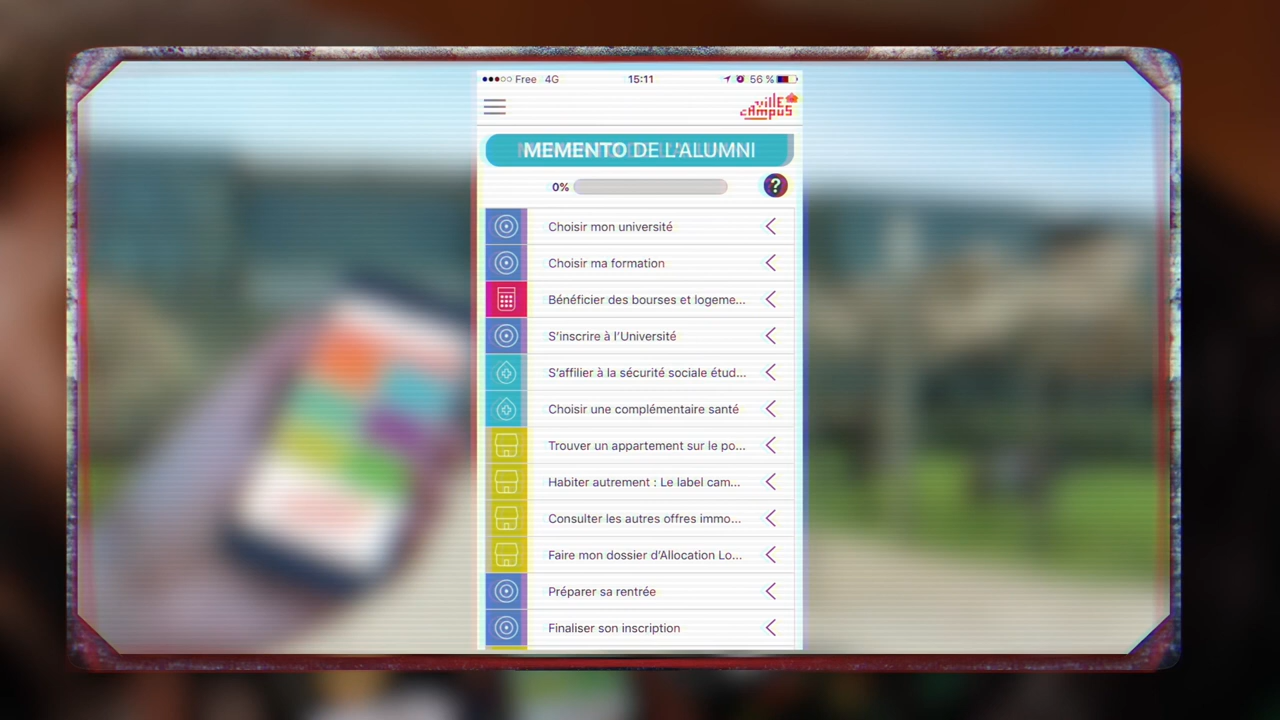 Free 4G 15:11 56 %
ville
campus
MEMENTO DE L'ALUMNI
0% ?
Choisir mon université
Choisir ma formation
Bénéficier des bourses et logeme...
S'inscrire à l'Université
S'affilier à la sécurité sociale étud...
Choisir une complémentaire santé
Trouver un appartement sur le po...
Habiter autrement : Le label cam...
Consulter les autres offres immo...
Faire mon dossier d'Allocation Lo...
Préparer sa rentrée
Finaliser son inscription